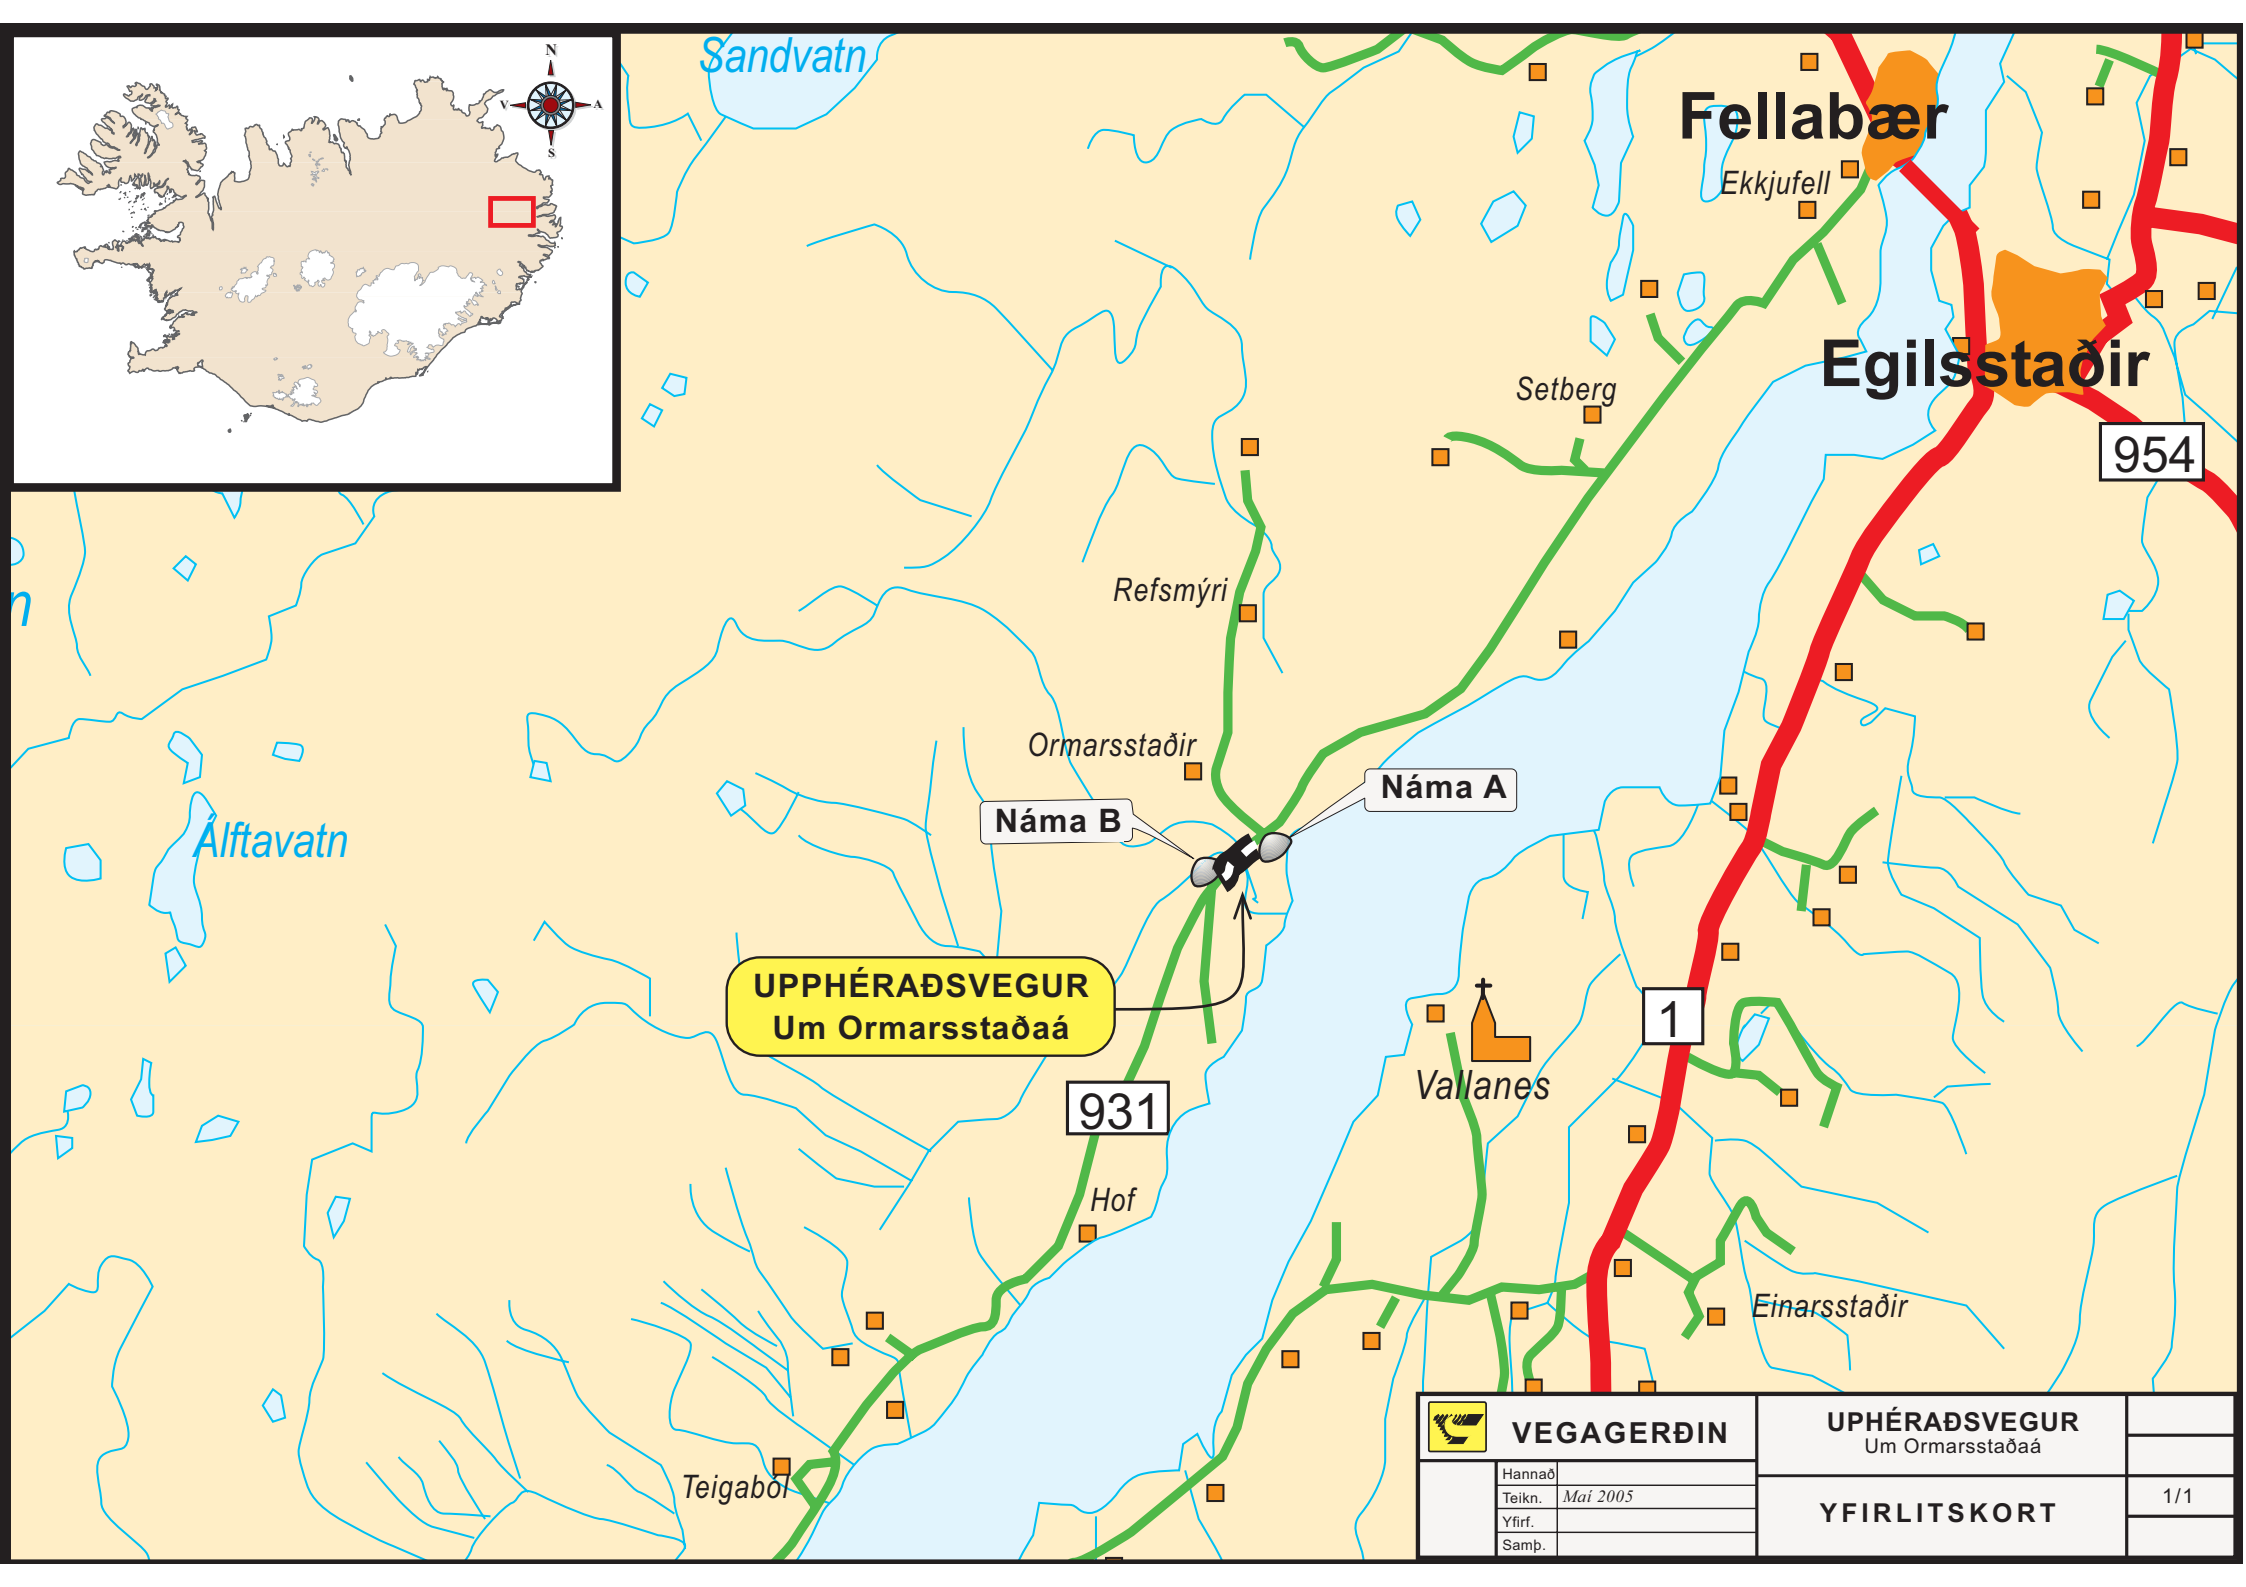 N
V
A
S
Sandvatn
Fellabær
Ekkjufell
Egilsstaðir
Setberg
954
n
Refsmýri
Ormarsstaðir
Náma A
Náma B
Álftavatn
UPPHÉRAÐSVEGUR
Um Ormarsstaðaá
1
Vallanes
931
Hof
Einarsstaðir
Teigaból
VEGAGERÐIN
Hannað
Teikn. Maí 2005
Yfirf.
Samþ.
UPHÉRAÐSVEGUR
Um Ormarsstaðaá
YFIRLITSKORT
1/1